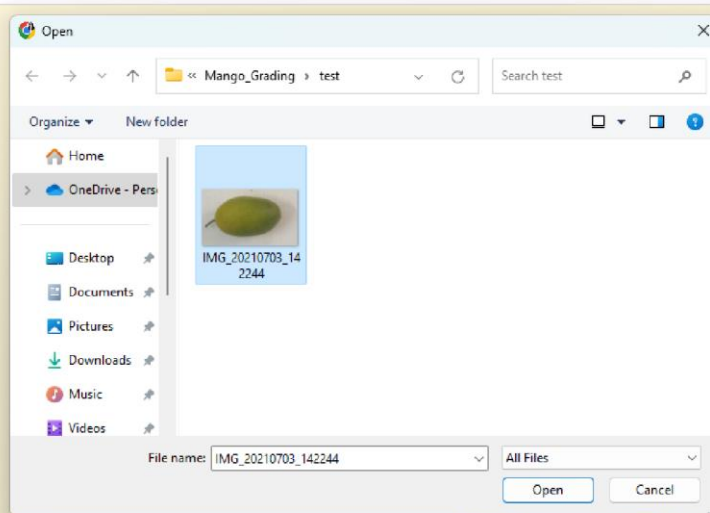 Open
« Mango_Grading › test
Search test
Organize
New folder
Home
OneDrive - Pers
Desktop
Documents
Pictures
Downloads
Music
Videos
IMG_20210703_14
2244
File name: IMG_20210703_142244
All Files
Open
Cancel